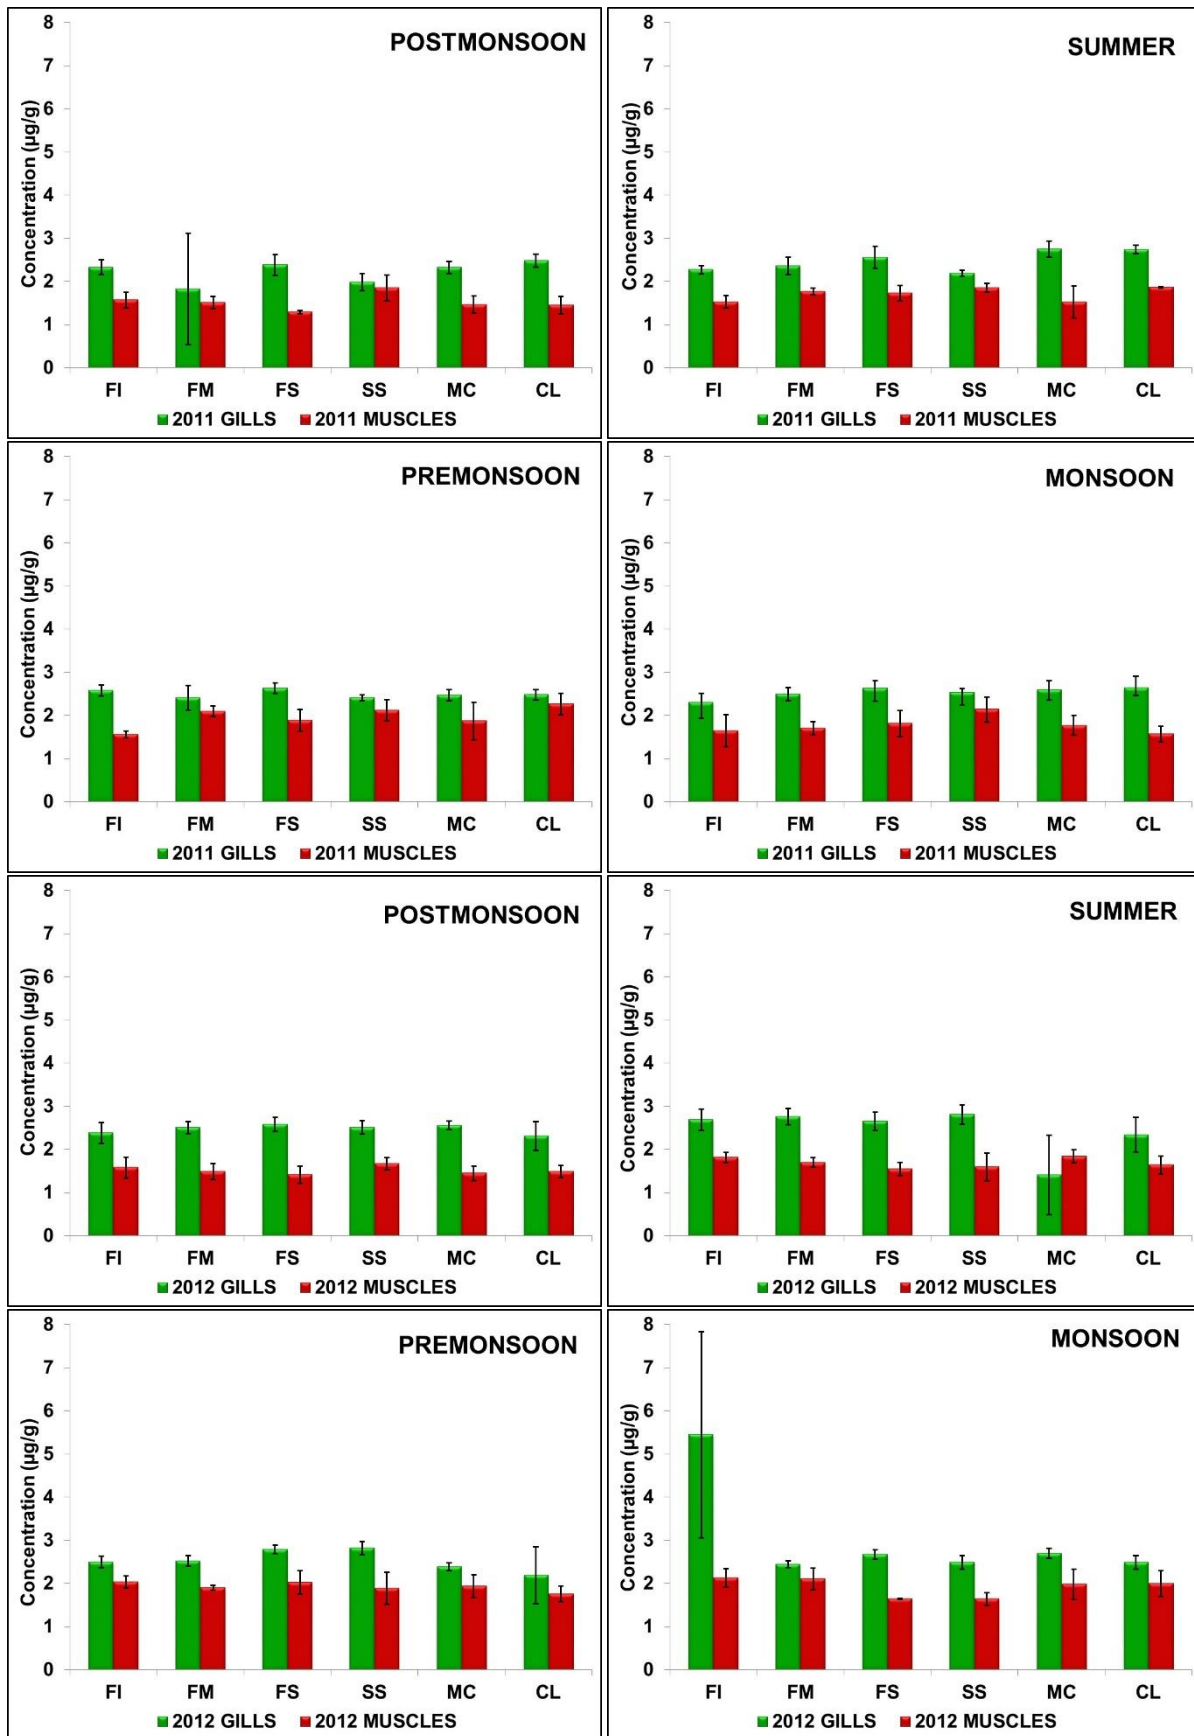 POSTMONSOON
Concentration (µg/g)
8
7
6
5
4
3
2
1
0
FI FM FS SS MC CL
2011 GILLS 2011 MUSCLES
SUMMER
Concentration (µg/g)
8
7
6
5
4
3
2
1
0
FI FM FS SS MC CL
2011 GILLS 2011 MUSCLES
PREMONSOON
Concentration (µg/g)
8
7
6
5
4
3
2
1
0
FI FM FS SS MC CL
2011 GILLS 2011 MUSCLES
MONSOON
Concentration (µg/g)
8
7
6
5
4
3
2
1
0
FI FM FS SS MC CL
2011 GILLS 2011 MUSCLES
POSTMONSOON
Concentration (µg/g)
8
7
6
5
4
3
2
1
0
FI FM FS SS MC CL
2012 GILLS 2012 MUSCLES
SUMMER
Concentration (µg/g)
8
7
6
5
4
3
2
1
0
FI FM FS SS MC CL
2012 GILLS 2012 MUSCLES
PREMONSOON
Concentration (µg/g)
8
7
6
5
4
3
2
1
0
FI FM FS SS MC CL
2012 GILLS 2012 MUSCLES
MONSOON
Concentration (µg/g)
8
7
6
5
4
3
2
1
0
FI FM FS SS MC CL
2012 GILLS 2012 MUSCLES